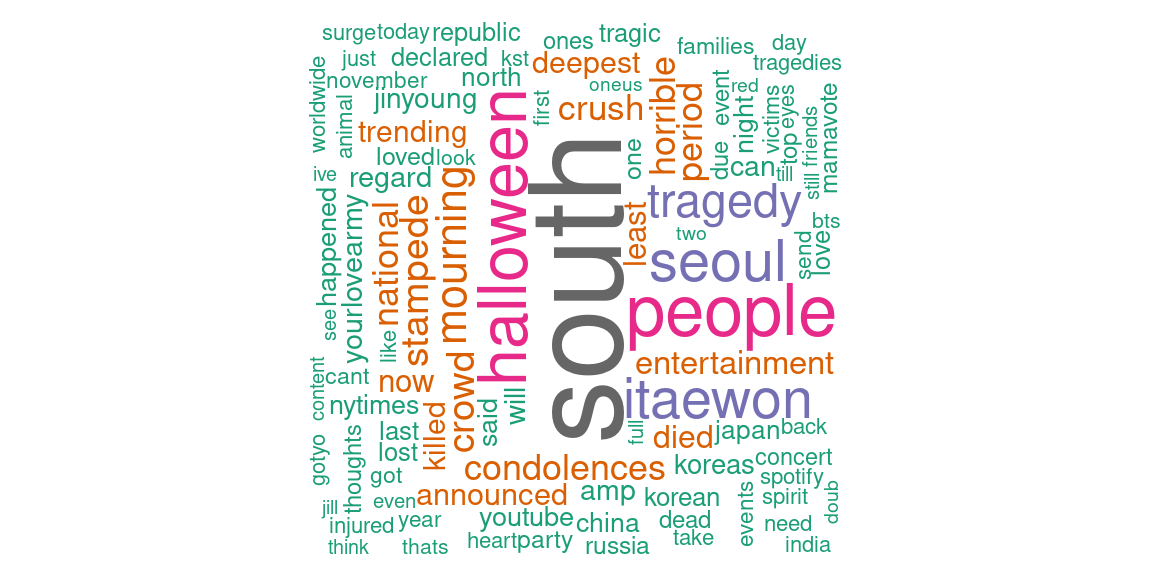 surge
today
republic
ones
tragic
families
day
just
declared
kst
deepest
tragedies
worldwide
november
north
oneus
horrible
event
red
animal
jinyoung
halloween
first
crush
period
night
victims
eyes
mamavote
trending
south
one
due
can
top
friends
loved
look
till
still
ive
regard
mourning
tragedy
happened
yourlovearmy
national
stampede
least
two
bts
seoul
send
love
see
like
people
content
cant
now
crowd
entertainment
nytimes
killed
said
will
itaewon
last
full
died
japan
back
gotyo
thoughts
lost
got
condolences
koreas
concert
spotify
jill
even
announced
amp
korean
events
spirit
doub
injured
year
youtube
china
dead
need
think
thats
heart
party
russia
take
india